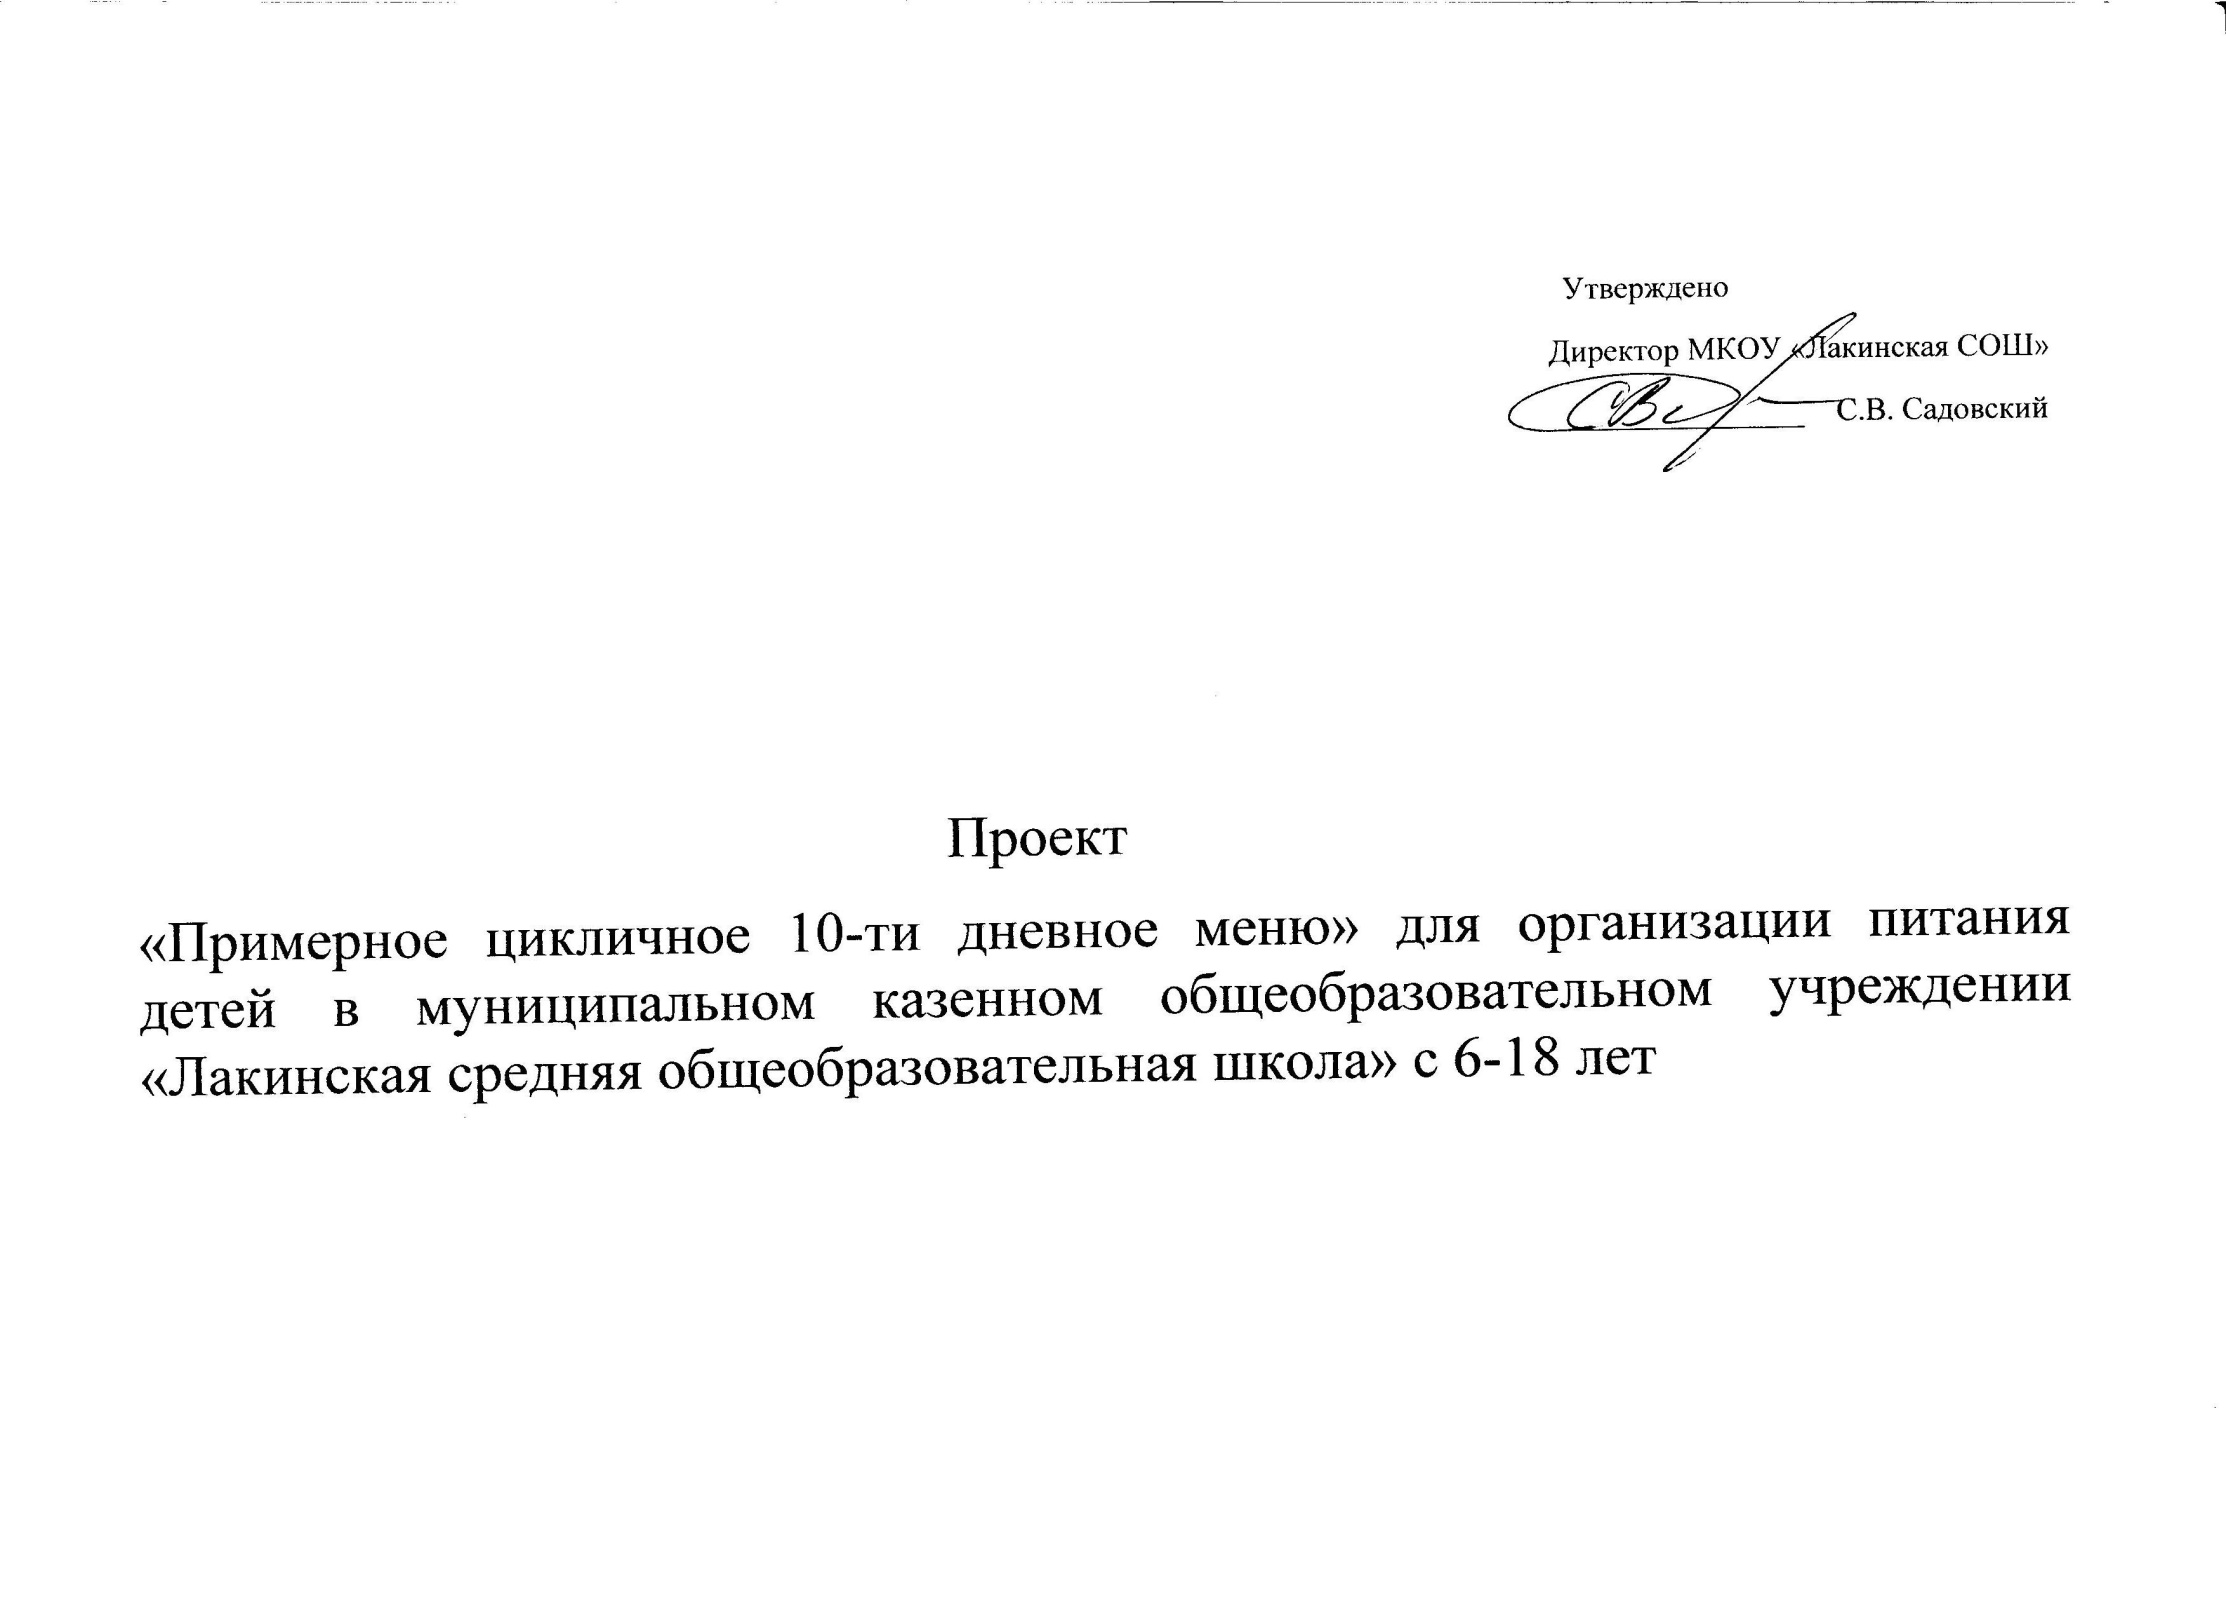 Утверждено
Директор МКОУ «Лакинская СОШ»
С.В. Садовский
Проект
«Примерное цикличное 10-ти дневное меню» для организации питания
детей в муниципальном казенном общеобразовательном учреждении
«Лакинская средняя общеобразовательная школа» с 6-18 лет